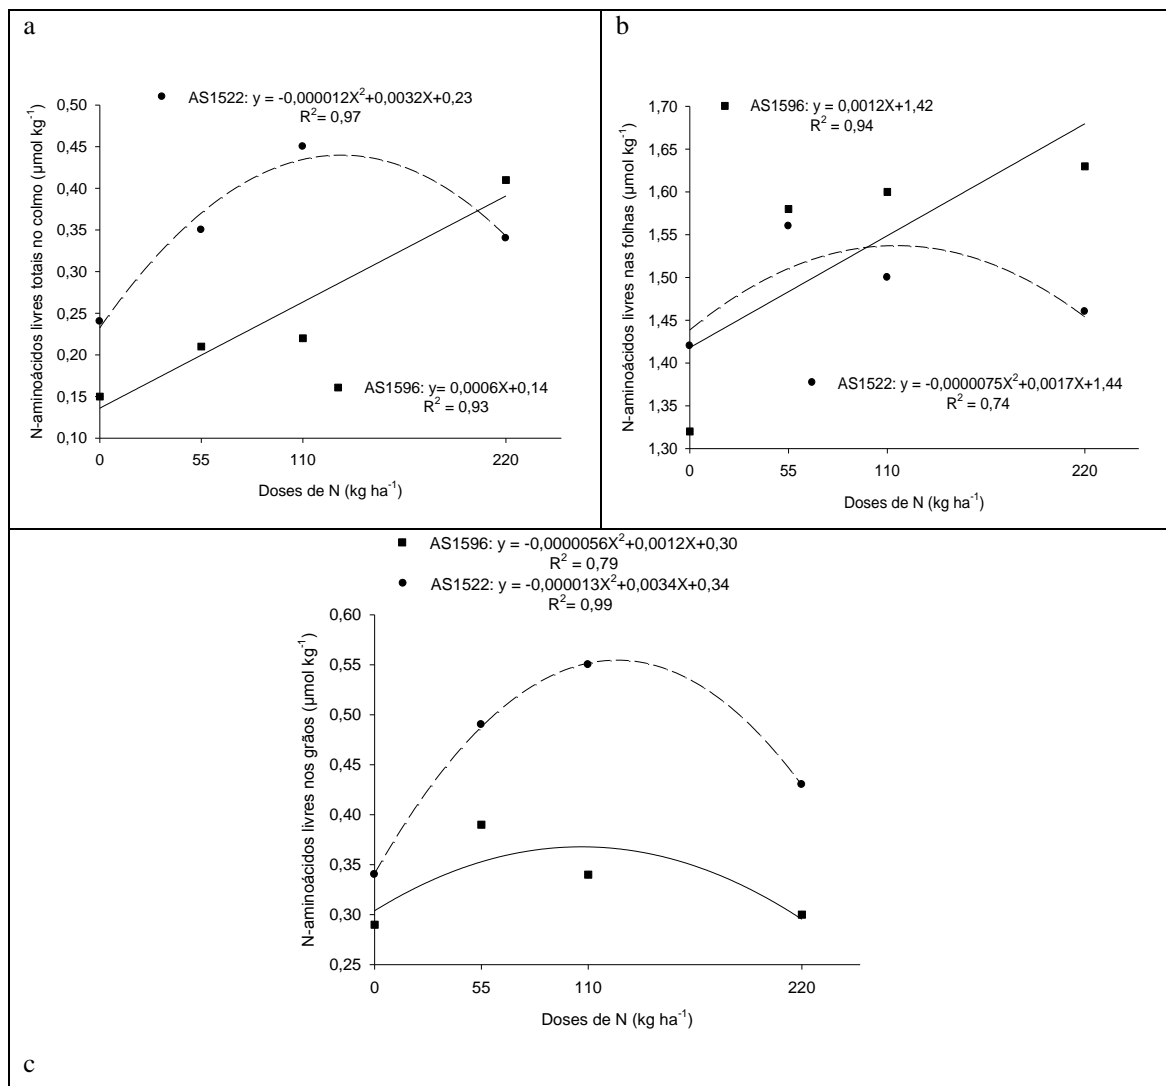 a
AS1522: y = -0,000012X²+0,0032X+0,23
R²= 0,97
N-aminoácidos livres totais no colmo (µmol kg⁻¹)
0,50
0,45
0,40
0,35
0,30
0,25
0,20
0,15
0,10
AS1596: y= 0,0006X+0,14
R² = 0,93
0 55 110 220
Doses de N (kg ha⁻¹)
b
AS1596: y = 0,0012X+1,42
R² = 0,94
N-aminoácidos livres nas folhas (µmol kg⁻¹)
1,70
1,65
1,60
1,55
1,50
1,45
1,40
1,35
1,30
AS1522: y = -0,0000075X²+0,0017X+1,44
R² = 0,74
0 55 110 220
Doses de N (kg ha⁻¹)
AS1596: y = -0,0000056X²+0,0012X+0,30
R² = 0,79
AS1522: y = -0,000013X²+0,0034X+0,34
R²= 0,99
N-aminoácidos livres nos grãos (µmol kg⁻¹)
0,60
0,55
0,50
0,45
0,40
0,35
0,30
0,25
0 55 110 220
Doses de N (kg ha⁻¹)
c